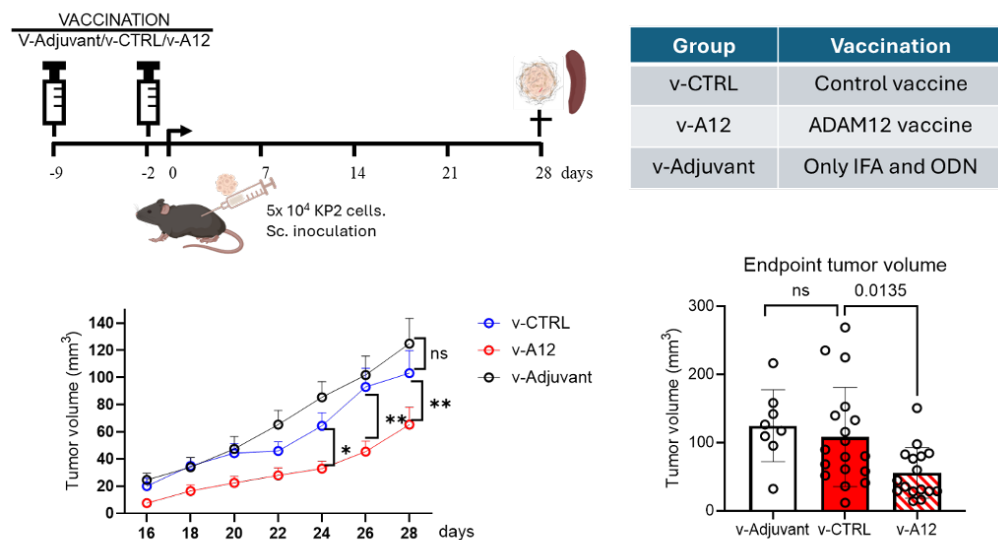 VACCINATION
V-Adjuvant/v-CTRL/v-A12
-9
-2
0
7
14
21
28
days
5x 10⁴ KP2 cells.
Sc. inoculation
Group Vaccination
v-CTRL Control vaccine
v-A12 ADAM12 vaccine
v-Adjuvant Only IFA and ODN
Tumor volume (mm³)
140
120
100
80
60
40
20
0
16 18 20 22 24 26 28 days
v-CTRL
v-A12
v-Adjuvant
ns
**
**
*
Endpoint tumor volume
ns
0.0135
Tumor volume (mm³)
300
200
100
0
v-Adjuvant v-CTRL v-A12